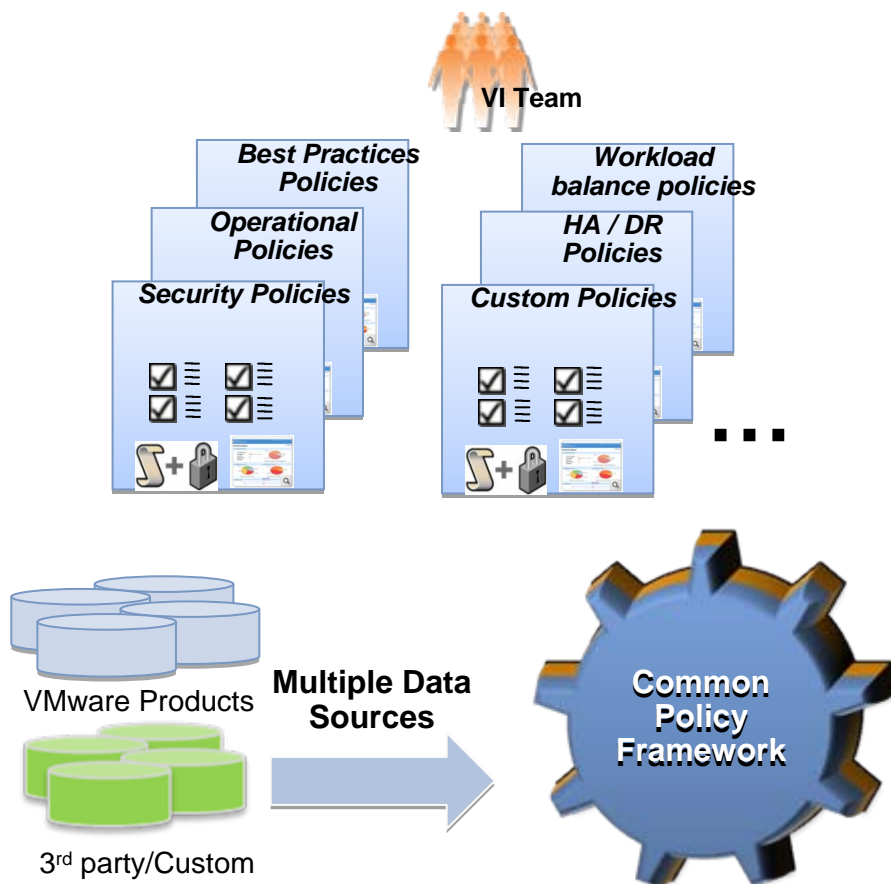 VI Team
Best Practices
Policies
Workload
balance policies
Operational
Policies
HA / DR
Policies
Security Policies
Custom Policies
...
VMware Products
Multiple Data
Sources
Common
Policy
Framework
3rd party/Custom